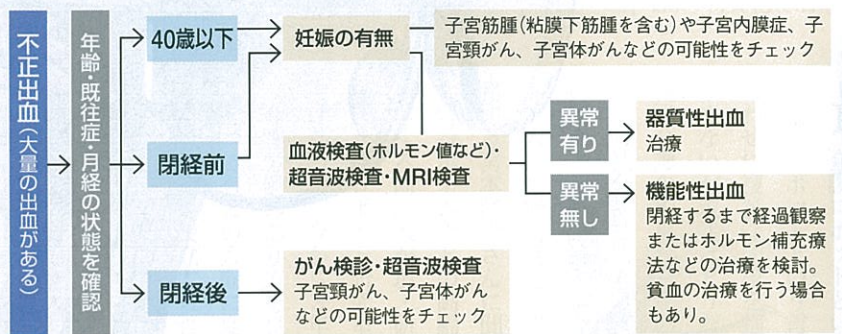 不正出血(大量の出血がある)
年齢・既往症・月経の状態を確認
40歳以下
妊娠の有無
子宮筋腫(粘膜下筋腫を含む)や子宮内膜症、子
宮頸がん、子宮体がんなどの可能性をチェック
閉経前
血液検査(ホルモン値など)・
超音波検査・MRI検査
異常
有り
器質性出血
治療
異常
無し
機能性出血
閉経するまで経過観察
またはホルモン補充療
法などの治療を検討。
貧血の治療を行う場合
もあり。
閉経後
がん検診・超音波検査
子宮頸がん、子宮体がん
などの可能性をチェック